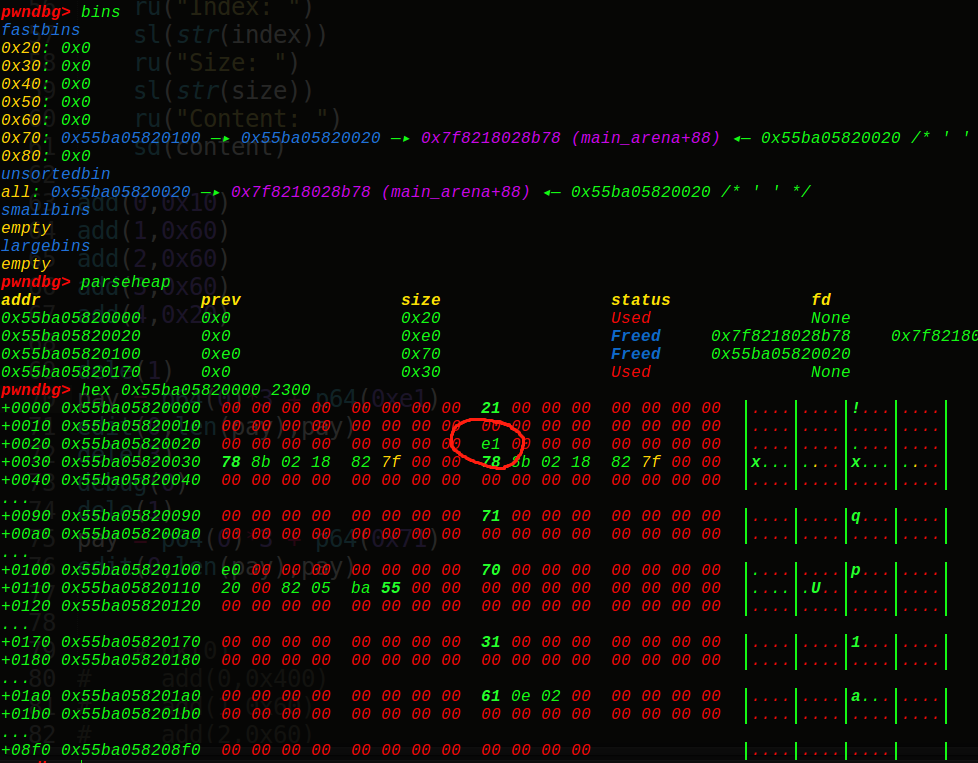 pwndbg> bins
fastbins
0x20: 0x0
0x30: 0x0
0x40: 0x0
0x50: 0x0
0x60: 0x0
0x70: 0x55ba05820100 —▸ 0x55ba05820020 —▸ 0x7f8218028b78 (main_arena+88) ◂— 0x55ba05820020 /* ' '
0x80: 0x0
unsortedbin
all: 0x55ba05820020 —▸ 0x7f8218028b78 (main_arena+88) ◂— 0x55ba05820020 /* ' ' */
smallbins
empty
largebins
empty
pwndbg> parseheap
addr prev size status fd
0x55ba05820000 0x0 0x20 Used None
0x55ba05820020 0x0 0xe0 Freed 0x7f8218028b78 0x7f8218
0x55ba05820100 0xe0 0x70 Freed 0x55ba05820020
0x55ba05820170 0x0 0x30 Used None
pwndbg> hex 0x55ba05820000 2300
+0000 0x55ba05820000 00 00 00 00 00 00 00 00 21 00 00 00 00 00 00 00 |....|....|!...|....|
+0010 0x55ba05820010 00 00 00 00 00 00 00 00 00 00 00 00 00 00 00 00 |....|....|....|....|
+0020 0x55ba05820020 00 00 00 00 00 00 00 00 e1 00 00 00 00 00 00 00 |....|....|....|....|
+0030 0x55ba05820030 78 8b 02 18 82 7f 00 00 78 8b 02 18 82 7f 00 00 |x...|....|x...|....|
+0040 0x55ba05820040 00 00 00 00 00 00 00 00 00 00 00 00 00 00 00 00 |....|....|....|....|
...
+0090 0x55ba05820090 00 00 00 00 00 00 00 00 71 00 00 00 00 00 00 00 |....|....|q...|....|
+00a0 0x55ba058200a0 00 00 00 00 00 00 00 00 00 00 00 00 00 00 00 00 |....|....|....|....|
...
+0100 0x55ba05820100 e0 00 00 00 00 00 00 00 70 00 00 00 00 00 00 00 |....|....|p...|....|
+0110 0x55ba05820110 20 00 82 05 ba 55 00 00 00 00 00 00 00 00 00 00 |....|.U..|....|....|
+0120 0x55ba05820120 00 00 00 00 00 00 00 00 00 00 00 00 00 00 00 00 |....|....|....|....|
...
+0170 0x55ba05820170 00 00 00 00 00 00 00 00 31 00 00 00 00 00 00 00 |....|....|1...|....|
+0180 0x55ba05820180 00 00 00 00 00 00 00 00 00 00 00 00 00 00 00 00 |....|....|....|....|
...
+01a0 0x55ba058201a0 00 00 00 00 00 00 00 00 61 0e 02 00 00 00 00 00 |....|....|a...|....|
+01b0 0x55ba058201b0 00 00 00 00 00 00 00 00 00 00 00 00 00 00 00 00 |....|....|....|....|
...
+08f0 0x55ba058208f0 00 00 00 00 00 00 00 00 00 00 00 00 |....|....|....| |